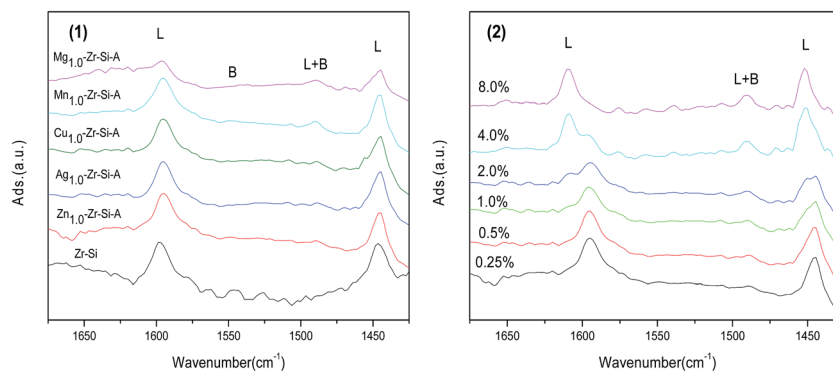 (1)
L
B
L+B
L
Mg1.0-Zr-Si-A
Mn1.0-Zr-Si-A
Cu1.0-Zr-Si-A
Ag1.0-Zr-Si-A
Zn1.0-Zr-Si-A
Zr-Si
Ads.(a.u.)
1650
1600
1550
1500
1450
Wavenumber(cm-1)
(2)
L
L+B
L
8.0%
4.0%
2.0%
1.0%
0.5%
0.25%
Ads.(a.u.)
1650
1600
1550
1500
1450
Wavenumber(cm-1)